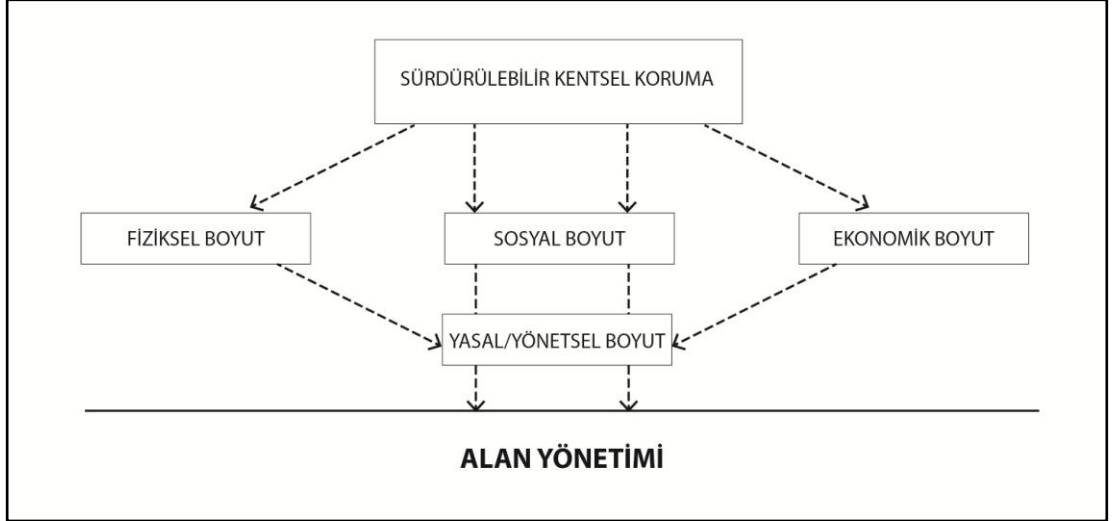 SÜRDÜRÜLEBİLİR KENTSEL KORUMA
FİZİKSEL BOYUT
SOSYAL BOYUT
EKONOMİK BOYUT
YASAL/YÖNETSEL BOYUT
ALAN YÖNETİMİ